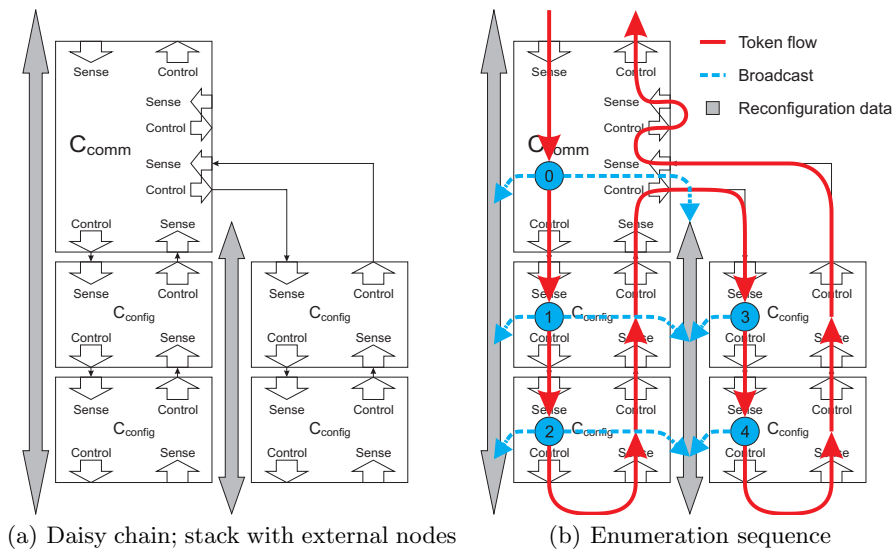 Sense Control
Sense
Control
C_comm
Sense
Control
Control Sense
Sense Control
C_config
Control Sense
Sense Control
C_config
Control Sense
Sense Control
C_config
Control Sense
Sense Control
C_config
Control Sense
(a) Daisy chain; stack with external nodes
Token flow
Broadcast
Reconfiguration data
Sense Control
Sense
Control
C_comm
Sense
Control
0
Control Sense
Sense Control
1 C_config
Control Sense
Sense Control
2 C_config
Control Sense
Sense Control
3 C_config
Control Sense
Sense Control
4 C_config
Control Sense
(b) Enumeration sequence